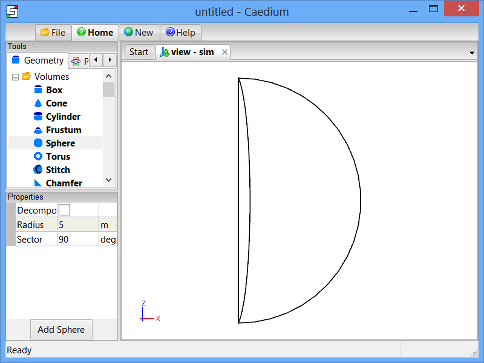 untitled - Caedium
File Home New Help
Tools
Geometry P
Volumes
Box
Cone
Cylinder
Frustum
Sphere
Torus
Stitch
Chamfer
Properties
Decompo
Radius 5 m
Sector 90 deg
Add Sphere
Start view - sim
Z
X
Ready